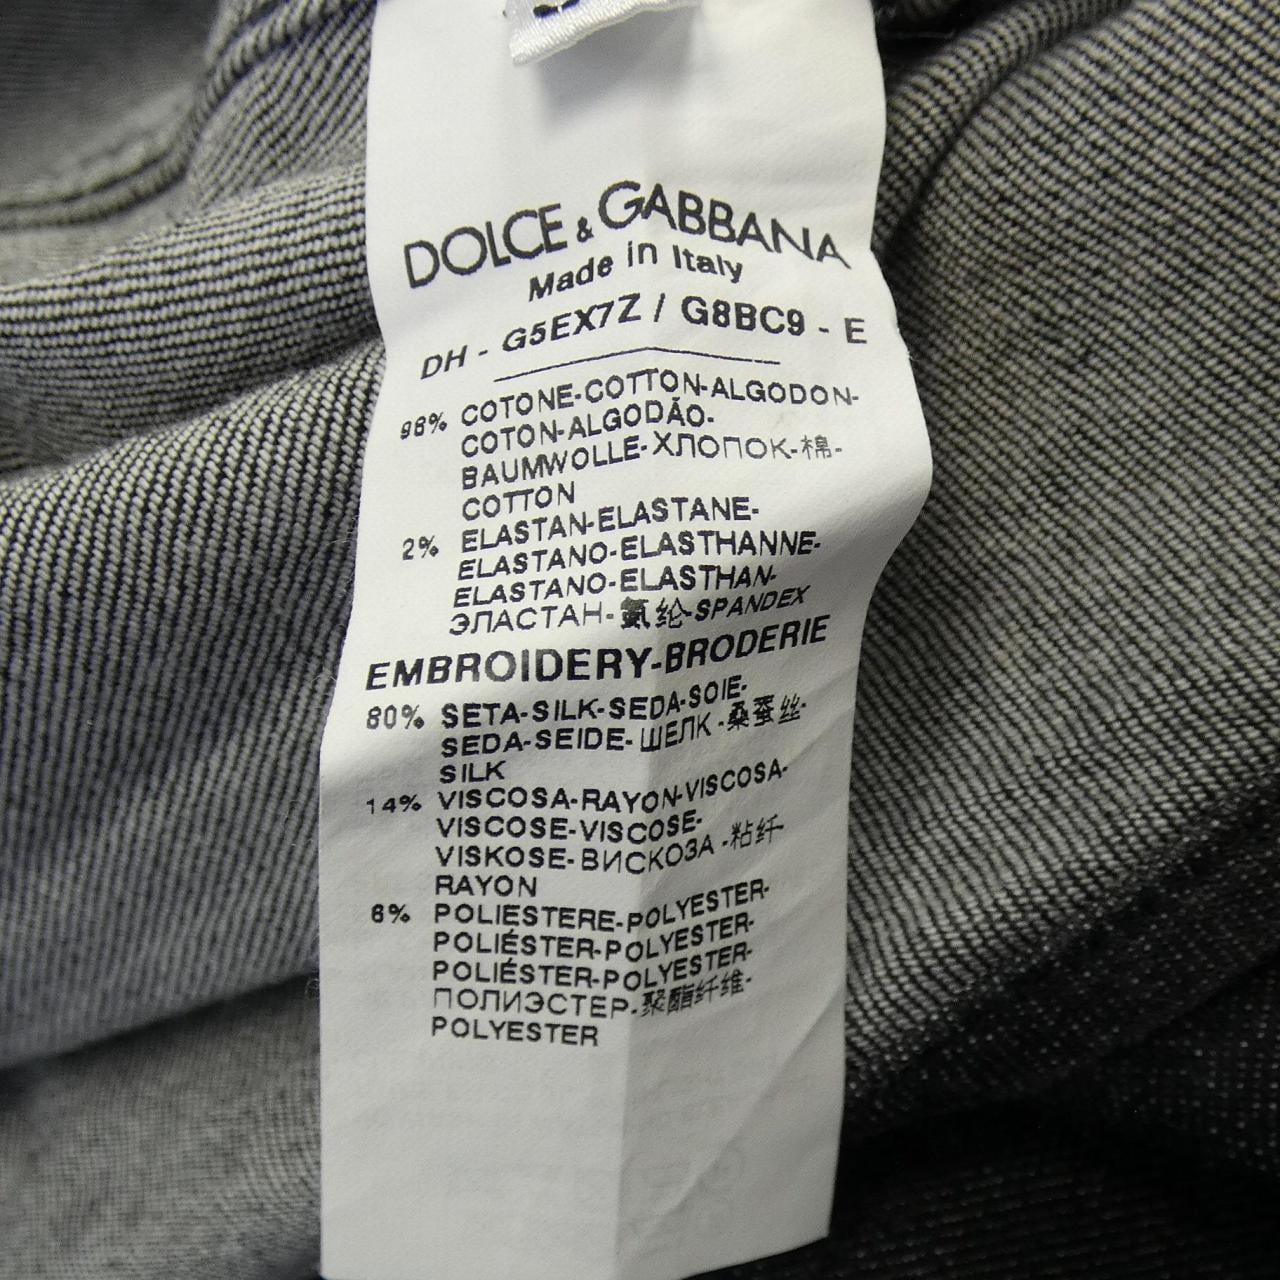 DOLCE & GABBANA
Made in Italy
DH - G5EX7Z / G8BC9 - E
98% COTONE-COTTON-ALGODON-
COTON-ALGODÃO-
BAUMWOLLE-ХЛОПОК-棉-
COTTON
2% ELASTAN-ELASTANE-
ELASTANO-ELASTHANNE-
ELASTANO-ELASTHAN-
ЭЛАСТАН-氨纶-SPANDEX
EMBROIDERY-BRODERIE
80% SETA-SILK-SEDA-SOIE-
SEDA-SEIDE-ШЕЛК-桑蚕丝-
SILK
14% VISCOSA-RAYON-VISCOSA-
VISCOSE-VISCOSE-
VISKOSE-ВИСКОЗА-粘纤-
RAYON
6% POLIESTERE-POLYESTER-
POLIÉSTER-POLYESTER-
POLIÉSTER-POLYESTER-
ПОЛИЭСТЕР-聚酯纤维-
POLYESTER